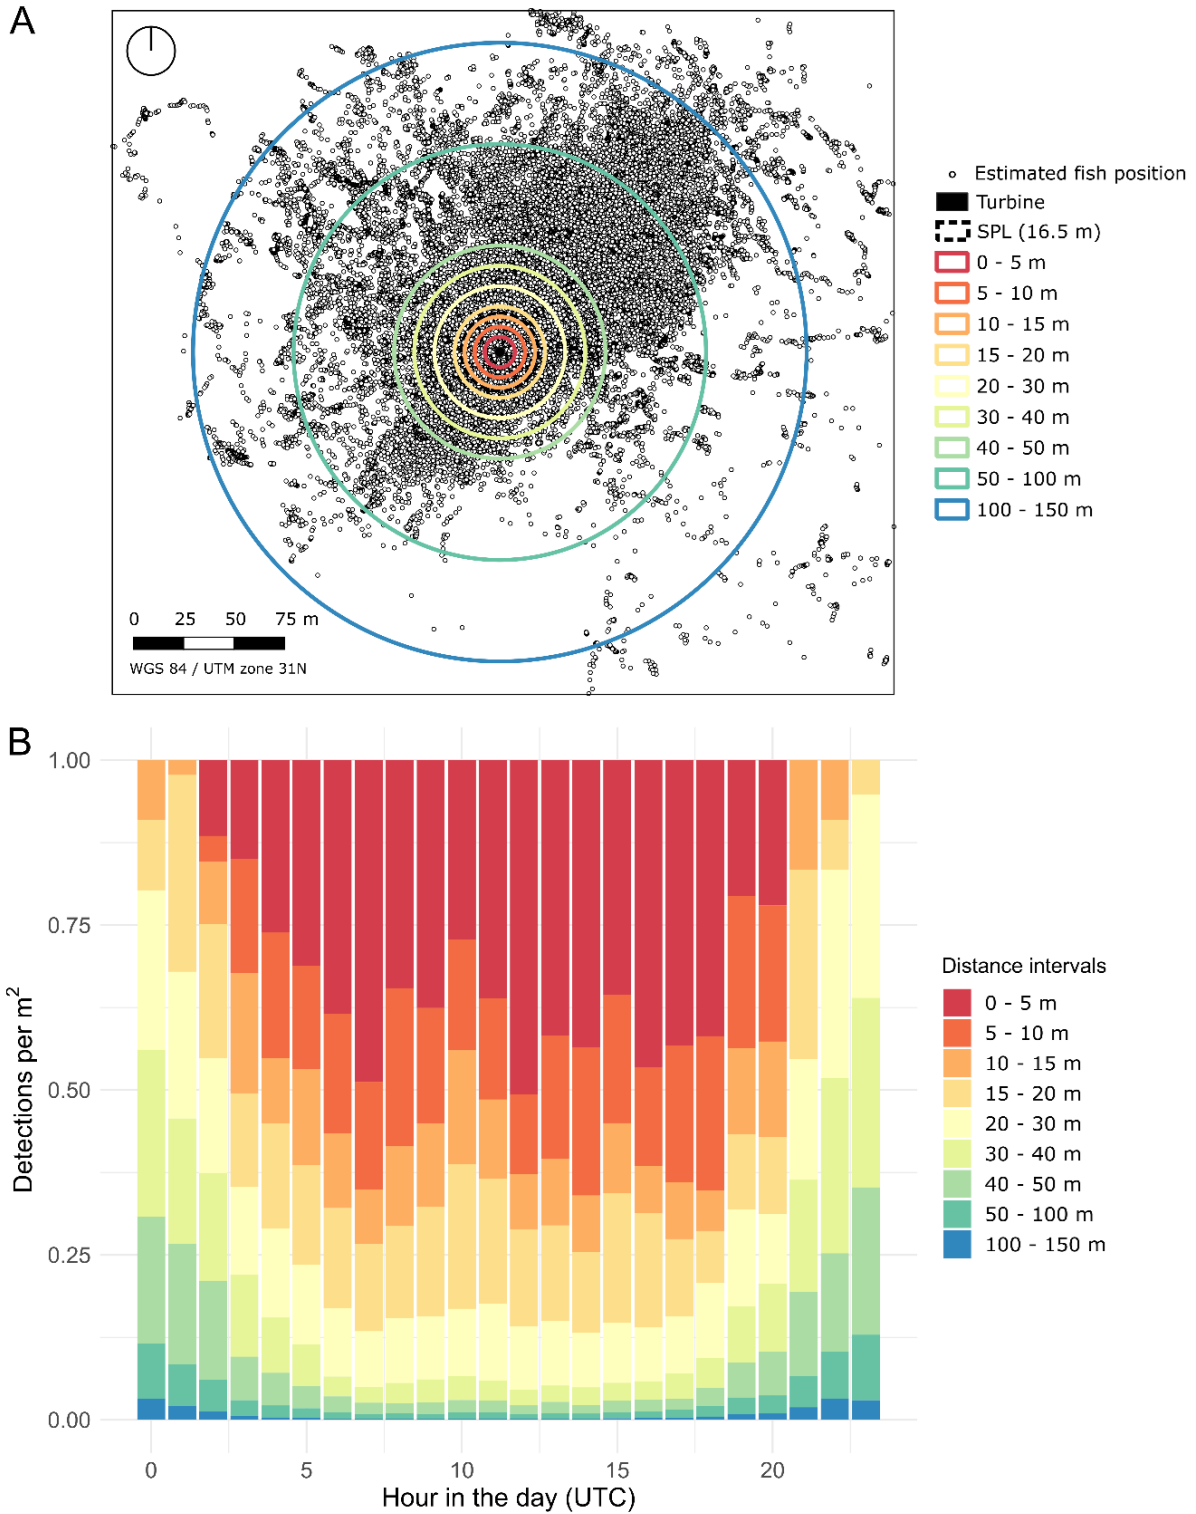 A
Estimated fish position
Turbine
SPL (16.5 m)
0 - 5 m
5 - 10 m
10 - 15 m
15 - 20 m
20 - 30 m
30 - 40 m
40 - 50 m
50 - 100 m
100 - 150 m
0 25 50 75 m
WGS 84 / UTM zone 31N
B
1.00
0.75
0.50
0.25
0.00
Detections per m²
0 5 10 15 20
Hour in the day (UTC)
Distance intervals
0 - 5 m
5 - 10 m
10 - 15 m
15 - 20 m
20 - 30 m
30 - 40 m
40 - 50 m
50 - 100 m
100 - 150 m